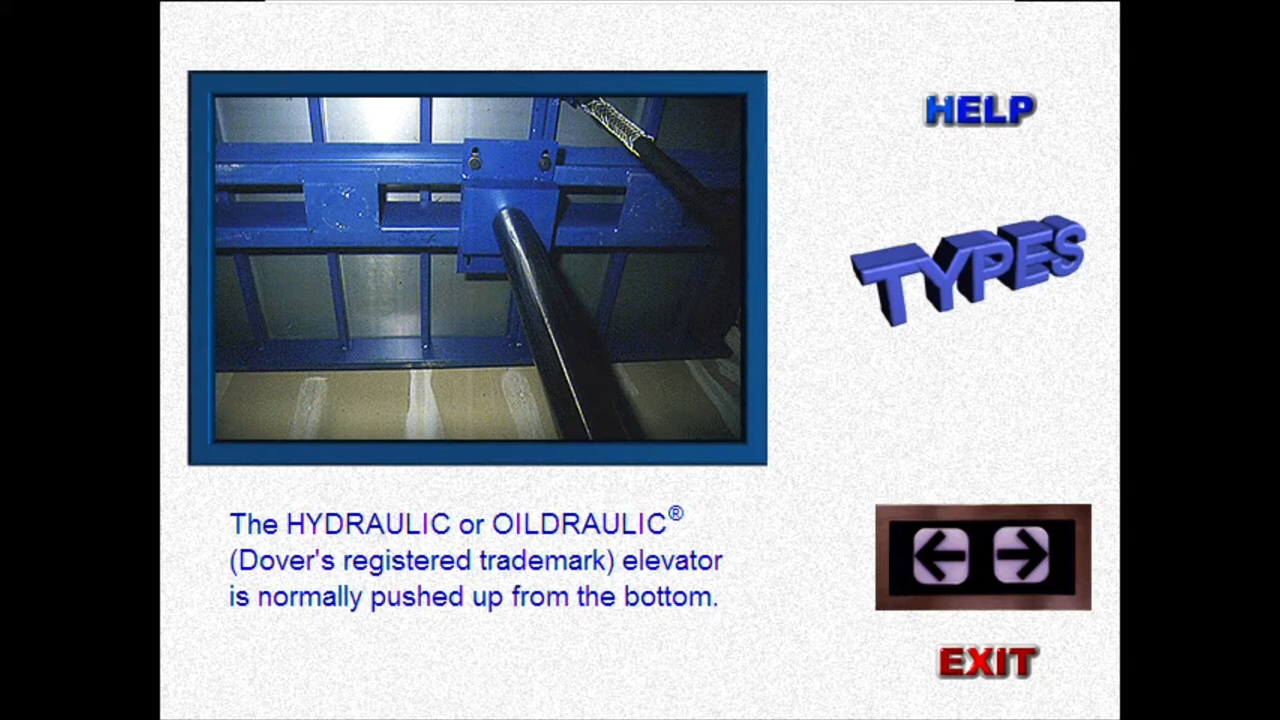 HELP
TYPES
The HYDRAULIC or OILDRAULIC®
(Dover's registered trademark) elevator
is normally pushed up from the bottom.
EXIT